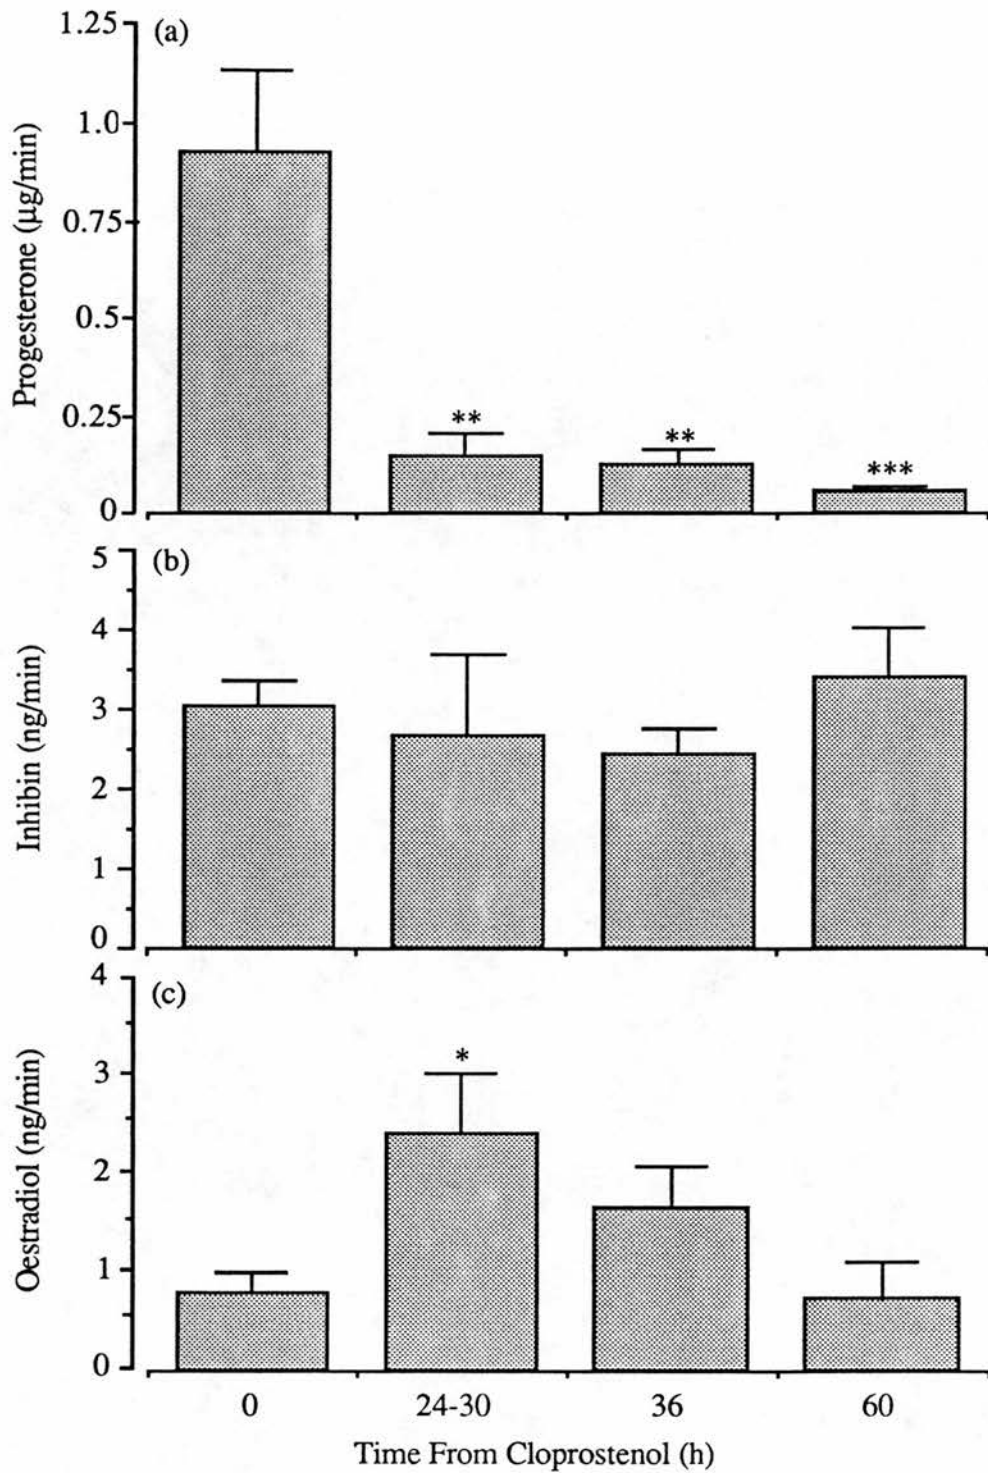 (a)
Progesterone (µg/min)
1.25
1.0
0.75
0.5
0.25
0
**
**
***
(b)
Inhibin (ng/min)
5
4
3
2
1
0
(c)
Oestradiol (ng/min)
4
3
2
1
0
*
0 24-30 36 60
Time From Cloprostenol (h)